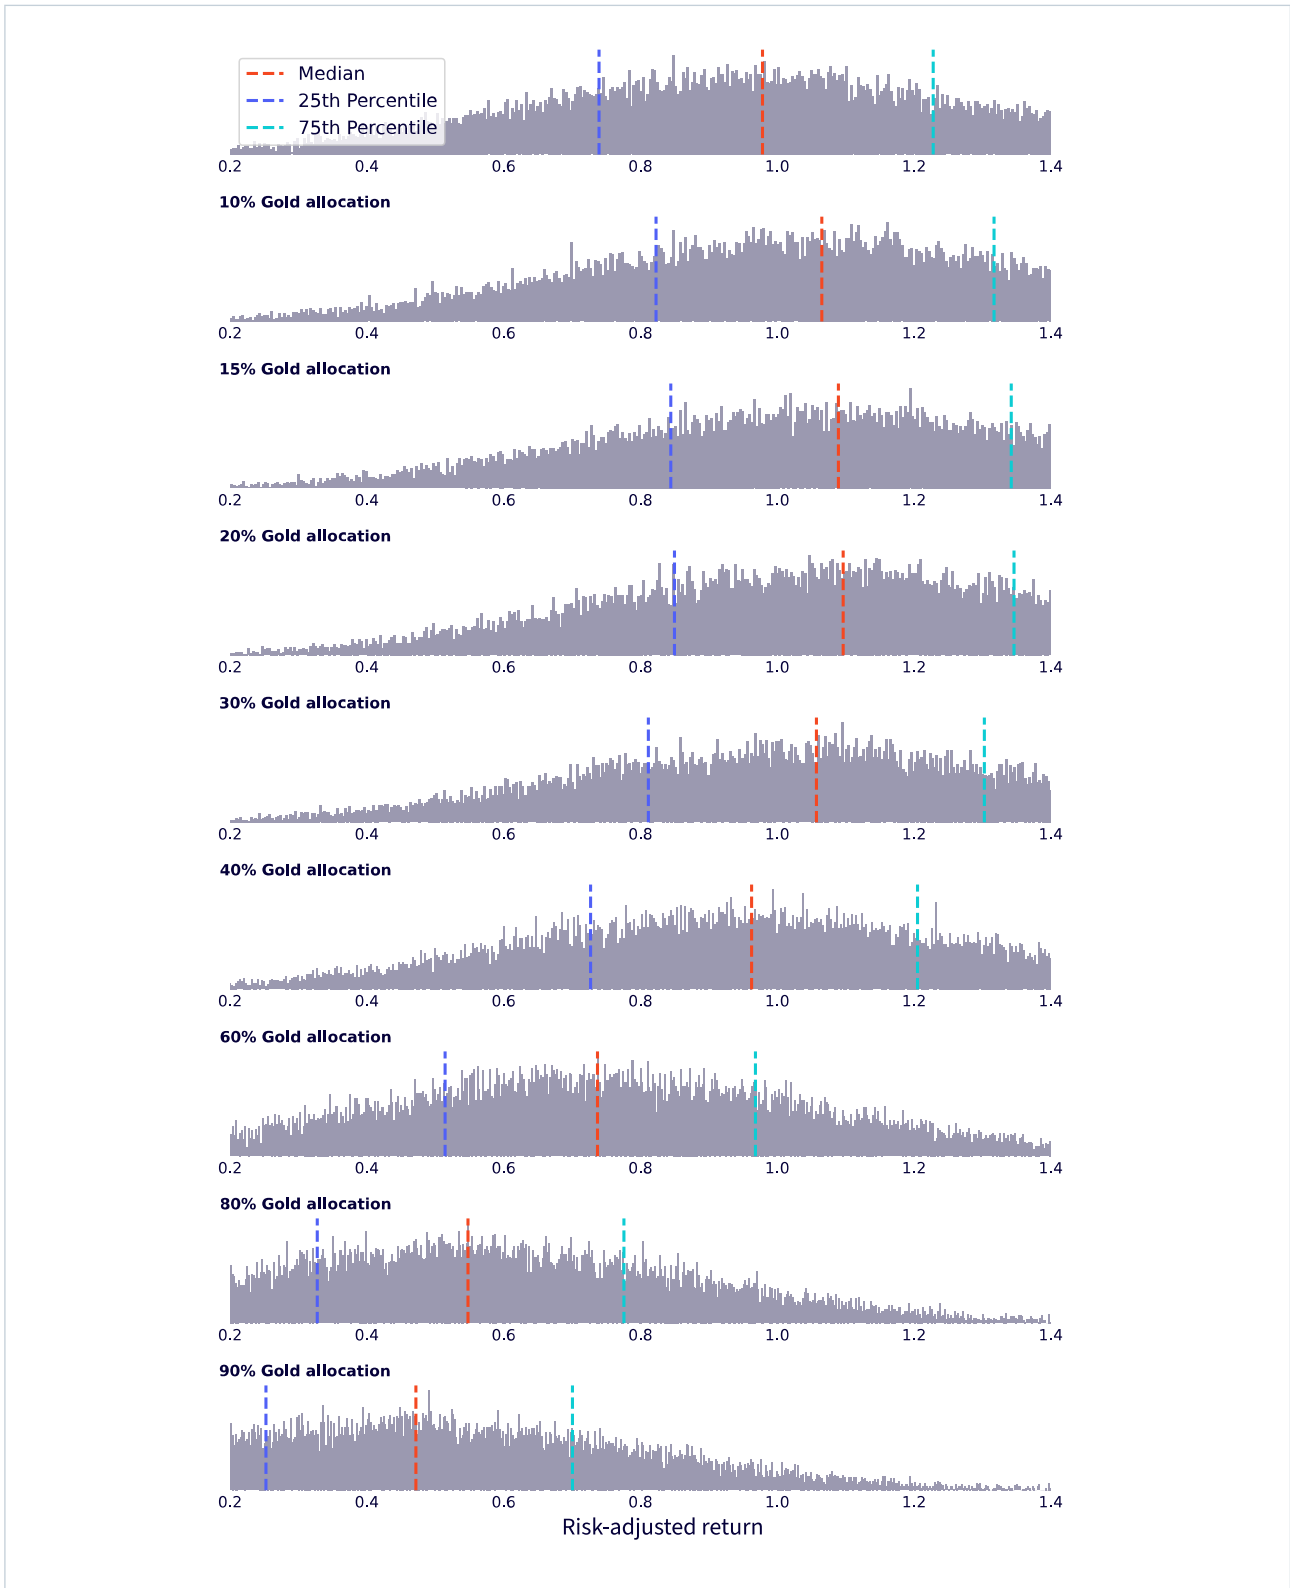 Median
25th Percentile
75th Percentile
0.2 0.4 0.6 0.8 1.0 1.2 1.4
10% Gold allocation
0.2 0.4 0.6 0.8 1.0 1.2 1.4
15% Gold allocation
0.2 0.4 0.6 0.8 1.0 1.2 1.4
20% Gold allocation
0.2 0.4 0.6 0.8 1.0 1.2 1.4
30% Gold allocation
0.2 0.4 0.6 0.8 1.0 1.2 1.4
40% Gold allocation
0.2 0.4 0.6 0.8 1.0 1.2 1.4
60% Gold allocation
0.2 0.4 0.6 0.8 1.0 1.2 1.4
80% Gold allocation
0.2 0.4 0.6 0.8 1.0 1.2 1.4
90% Gold allocation
0.2 0.4 0.6 0.8 1.0 1.2 1.4
Risk-adjusted return